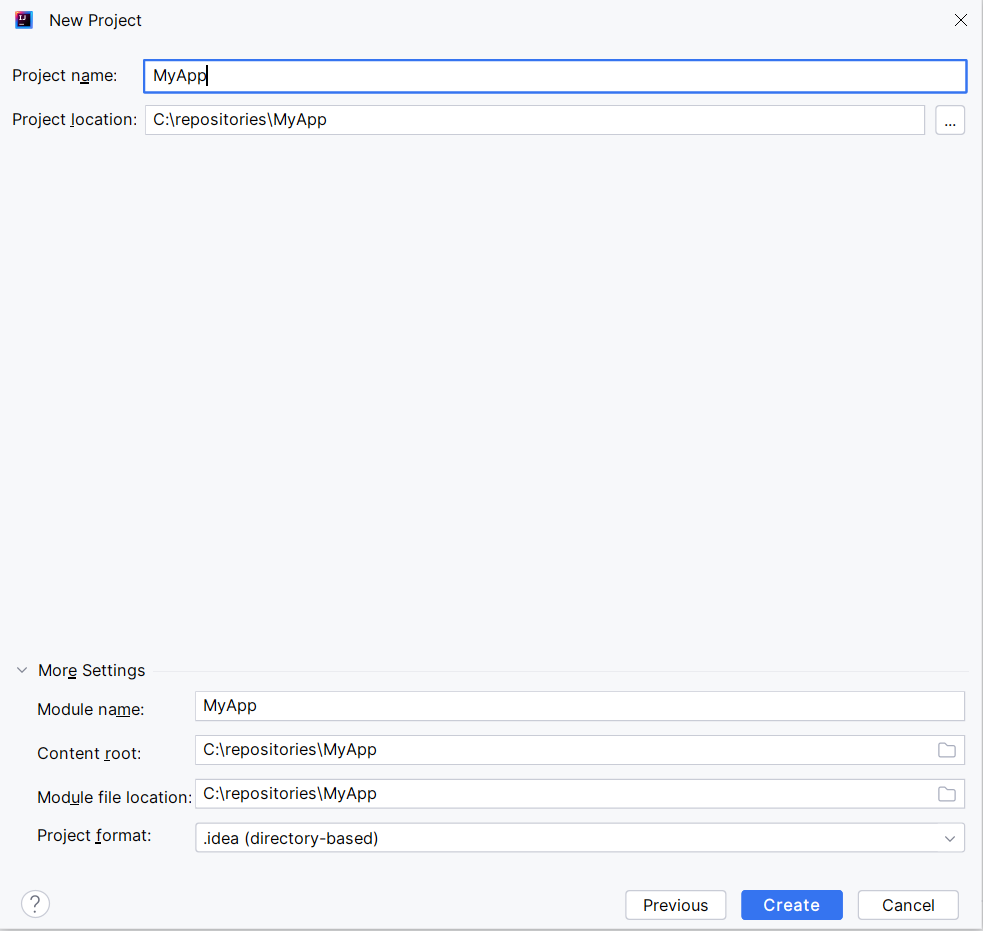 New Project
Project name: MyApp
Project location: C:\repositories\MyApp ...
More Settings
Module name: MyApp
Content root: C:\repositories\MyApp
Module file location: C:\repositories\MyApp
Project format: .idea (directory-based)
? Previous Create Cancel